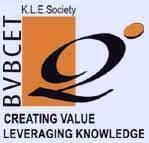 K.L.E. Society
BVBCET
CREATING VALUE
LEVERAGING KNOWLEDGE